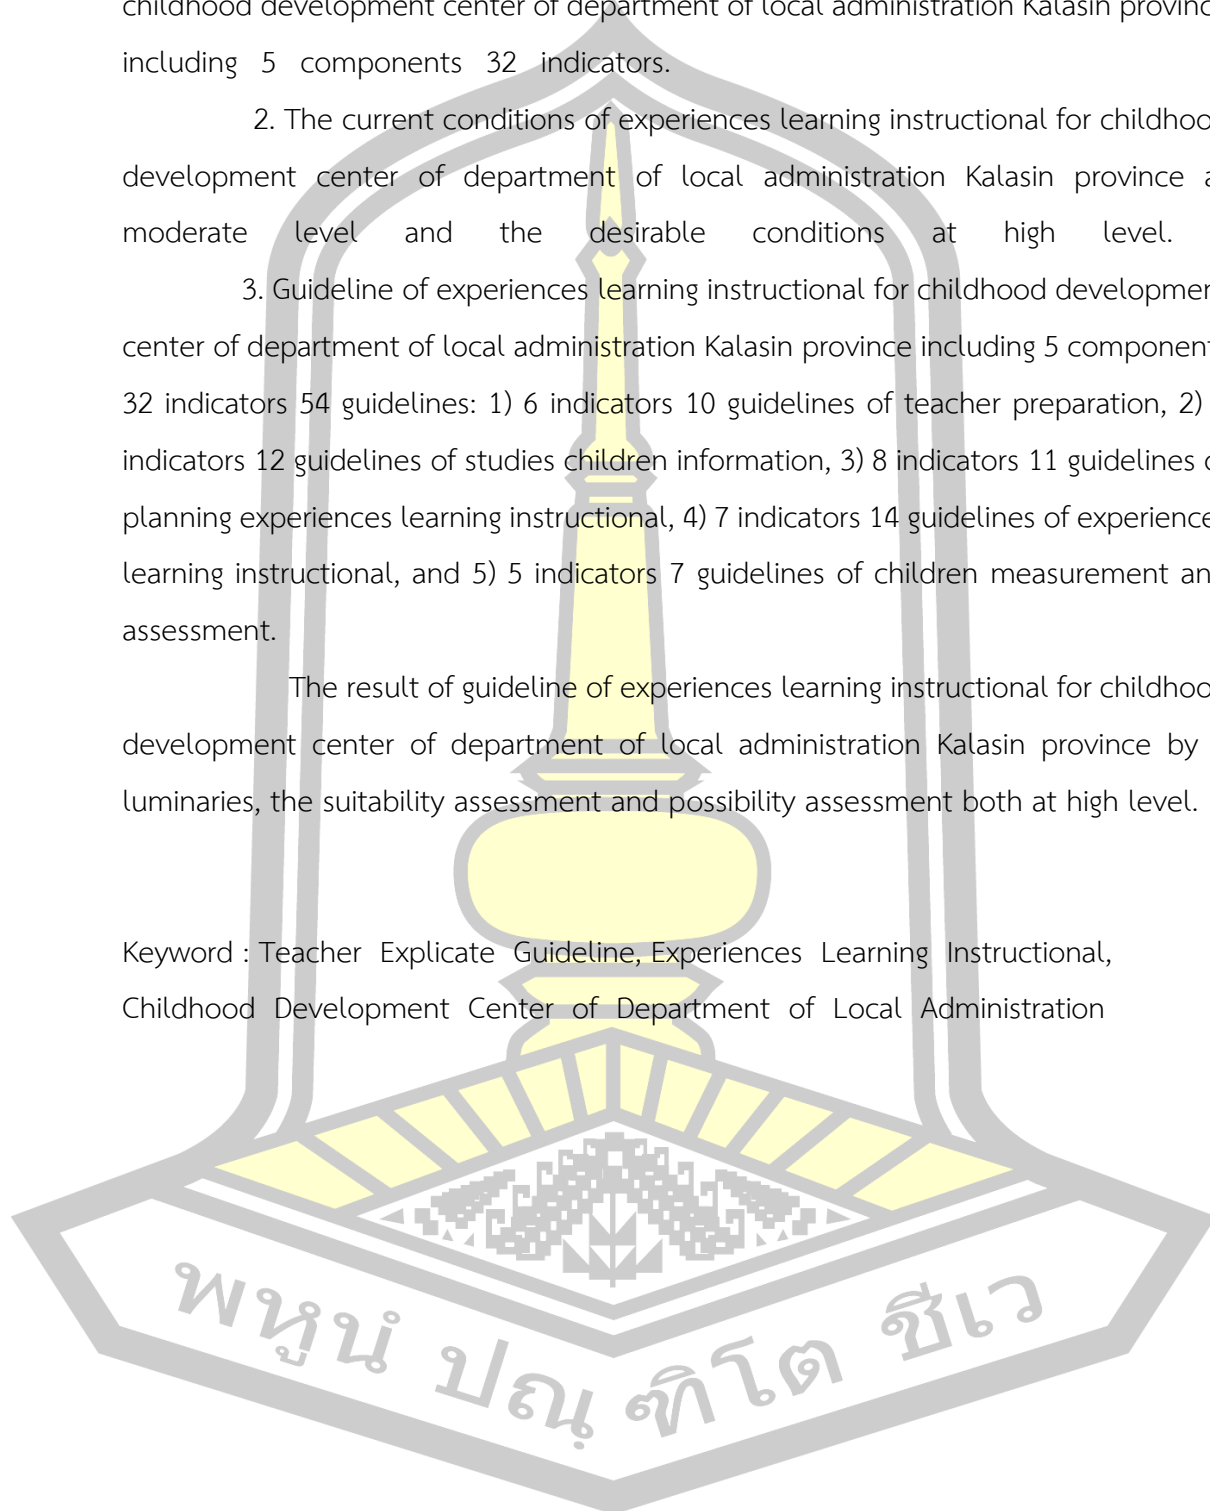 childhood development center of department of local administration Kalasin provinc
including 5 components 32 indicators.
2. The current conditions of experiences learning instructional for childhoo
development center of department of local administration Kalasin province a
moderate level and the desirable conditions at high level.
3. Guideline of experiences learning instructional for childhood developmen
center of department of local administration Kalasin province including 5 component
32 indicators 54 guidelines: 1) 6 indicators 10 guidelines of teacher preparation, 2)
indicators 12 guidelines of studies children information, 3) 8 indicators 11 guidelines o
planning experiences learning instructional, 4) 7 indicators 14 guidelines of experience
learning instructional, and 5) 5 indicators 7 guidelines of children measurement an
assessment.
The result of guideline of experiences learning instructional for childhoo
development center of department of local administration Kalasin province by
luminaries, the suitability assessment and possibility assessment both at high level.
Keyword : Teacher Explicate Guideline, Experiences Learning Instructional,
Childhood Development Center of Department of Local Administration
พหูนํ ปณฺฑิโต ชีเว